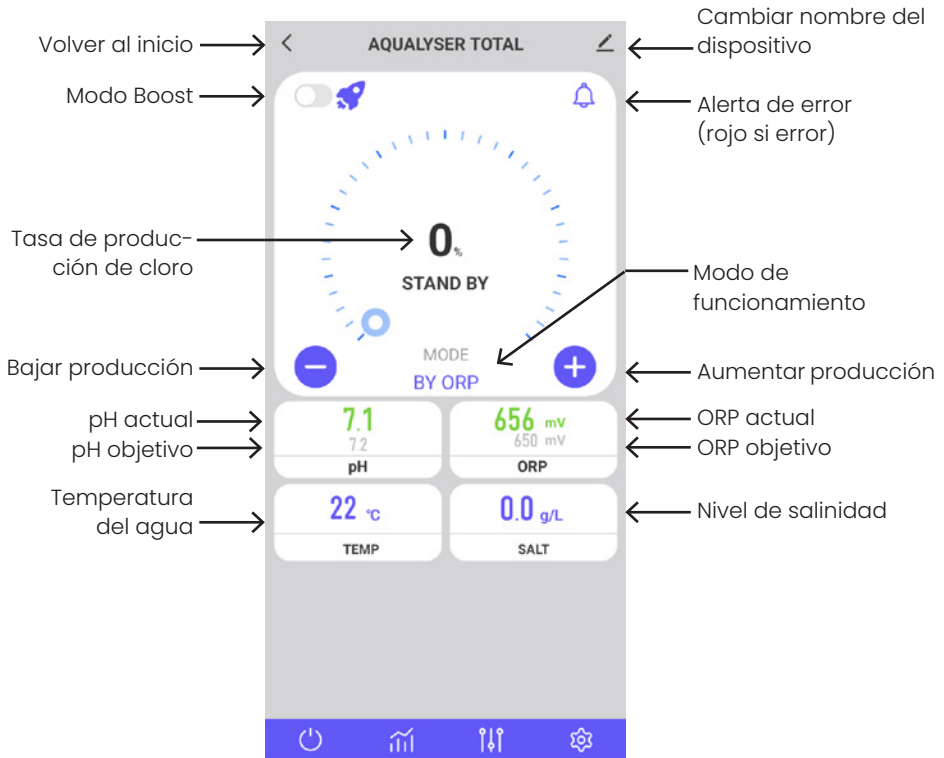 Cambiar nombre del
dispositivo
Volver al inicio
AQUALYSER TOTAL
Modo Boost
Alerta de error
(rojo si error)
Tasa de produc-
ción de cloro
0%
STAND BY
Modo de
funcionamiento
Bajar producción
MODE
BY ORP
Aumentar producción
pH actual
pH objetivo
7.1
7.2
pH
656 mV
650 mV
ORP
ORP actual
ORP objetivo
Temperatura
del agua
22 °C
TEMP
0.0 g/L
SALT
Nivel de salinidad